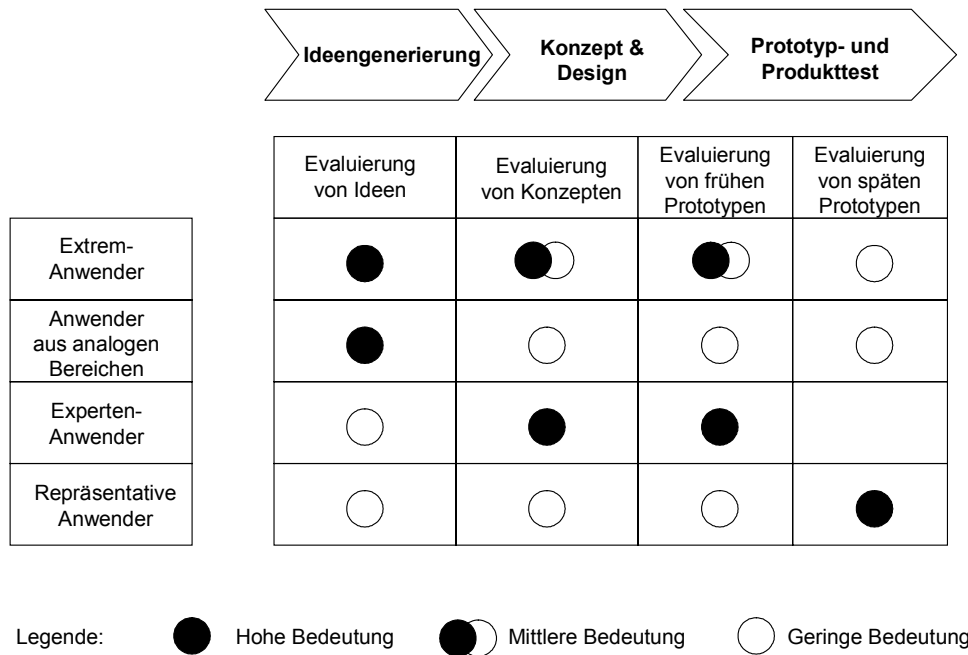 Ideengenerierung
Konzept &
Design
Prototyp- und
Produkttest
Evaluierung
von Ideen
Evaluierung
von Konzepten
Evaluierung
von frühen
Prototypen
Evaluierung
von späten
Prototypen
Extrem-
Anwender
Anwender
aus analogen
Bereichen
Experten-
Anwender
Repräsentative
Anwender
Legende:
Hohe Bedeutung
Mittlere Bedeutung
Geringe Bedeutung